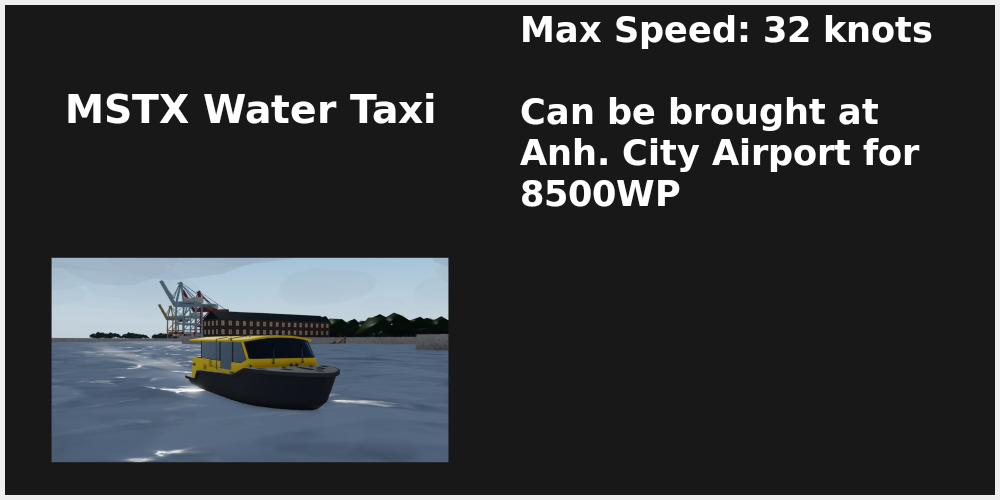 MSTX Water Taxi
Max Speed: 32 knots
Can be brought at
Anh. City Airport for
8500WP